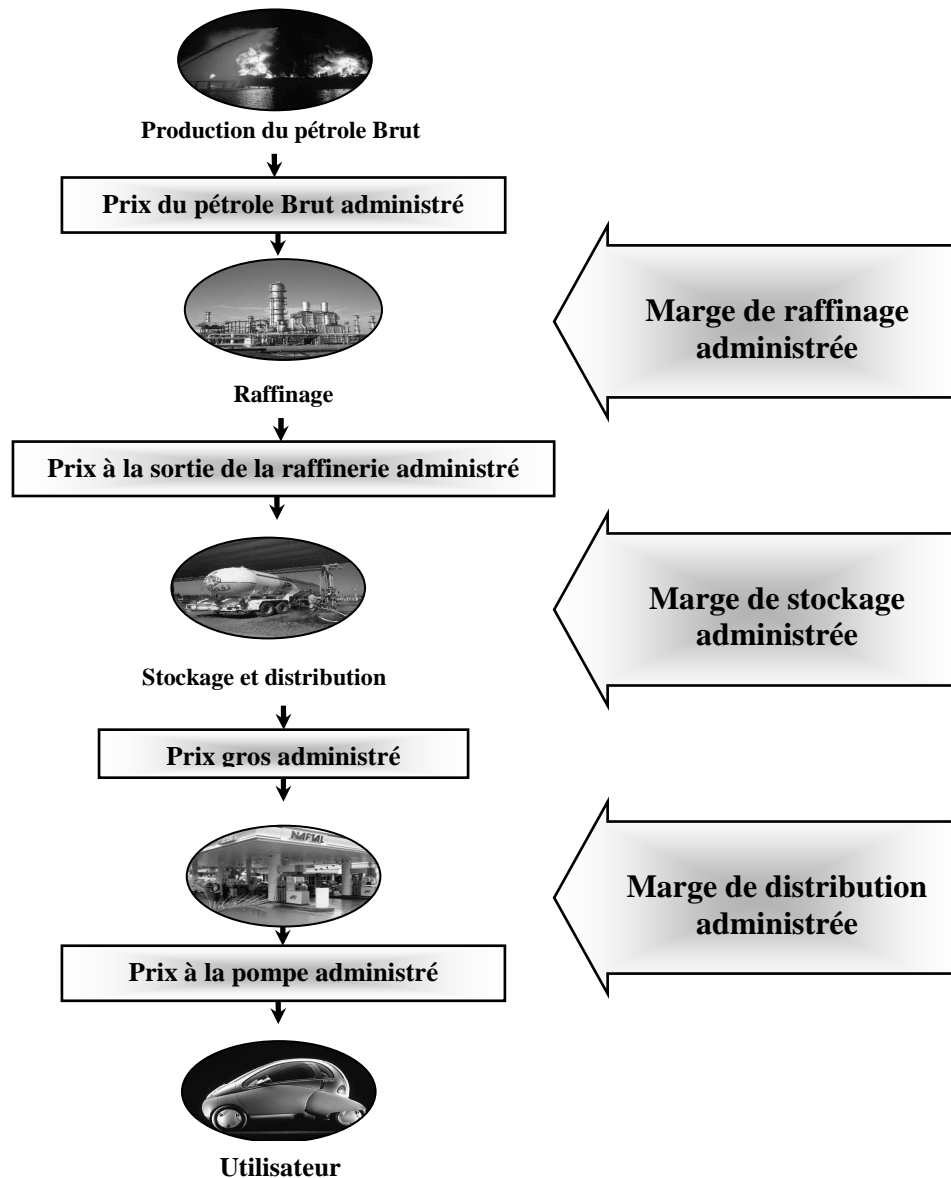 Production du pétrole Brut
Prix du pétrole Brut administré
Marge de raffinage
administrée
Raffinage
Prix à la sortie de la raffinerie administré
Marge de stockage
administrée
Stockage et distribution
Prix gros administré
NAFTAL
Marge de distribution
administrée
Prix à la pompe administré
Utilisateur